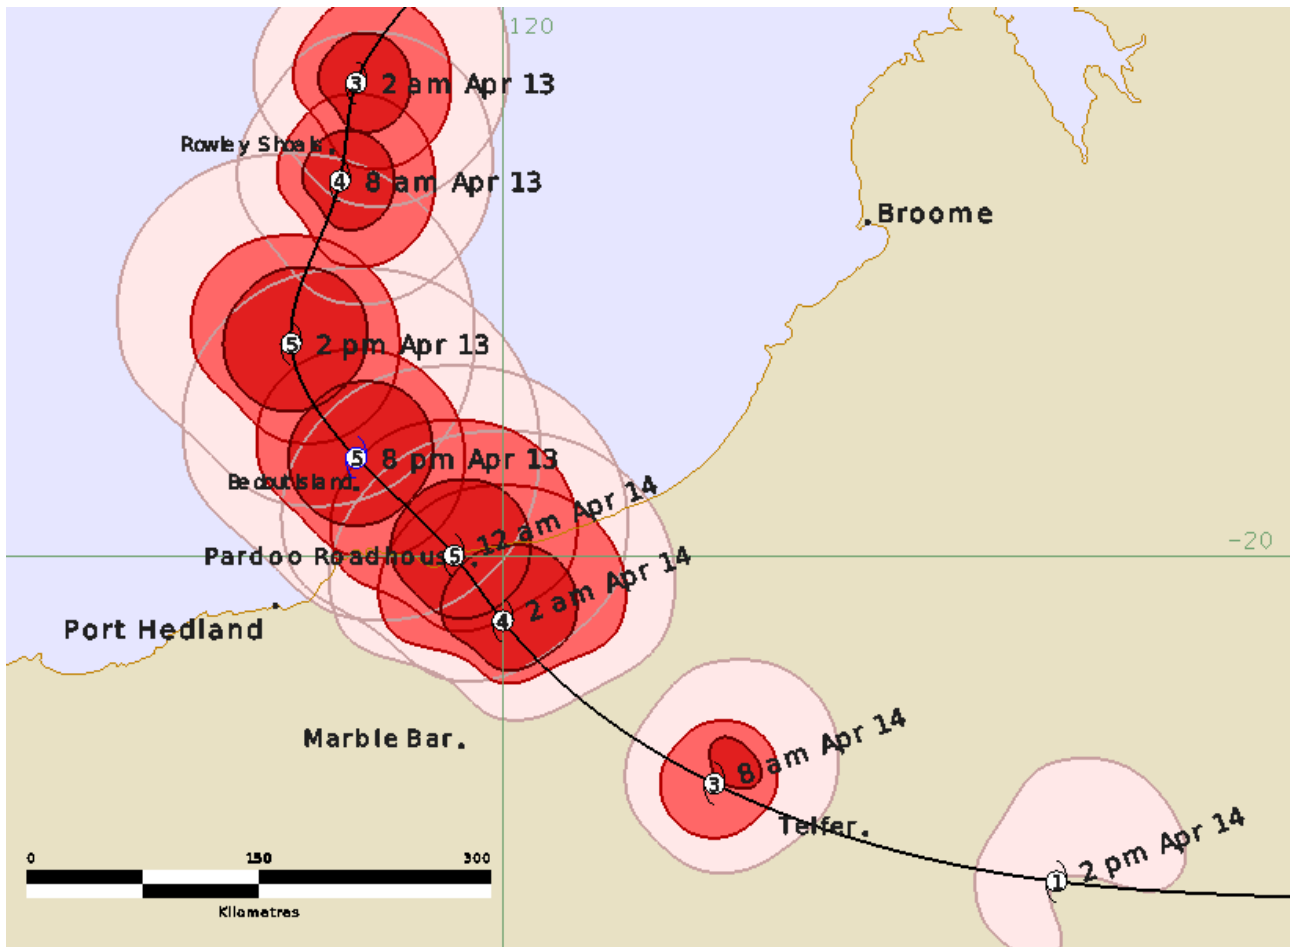 120
3 2 am Apr 13
Rowley Shoals
4 8 am Apr 13
Broome
5 2 pm Apr 13
5 8 pm Apr 13
Bedout Island
12 am Apr 14
-20
Pardoo Roadhouse
5
2 am Apr 14
4
Port Hedland
Marble Bar
8 am Apr 14
3
Telfer
2 pm Apr 14
1
0 150 300
Kilometres